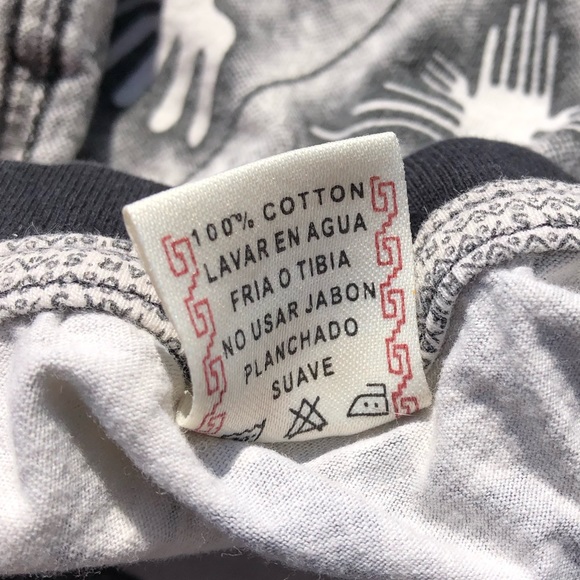 100% COTTON
LAVAR EN AGUA
FRIA O TIBIA
NO USAR JABON
PLANCHADO
SUAVE